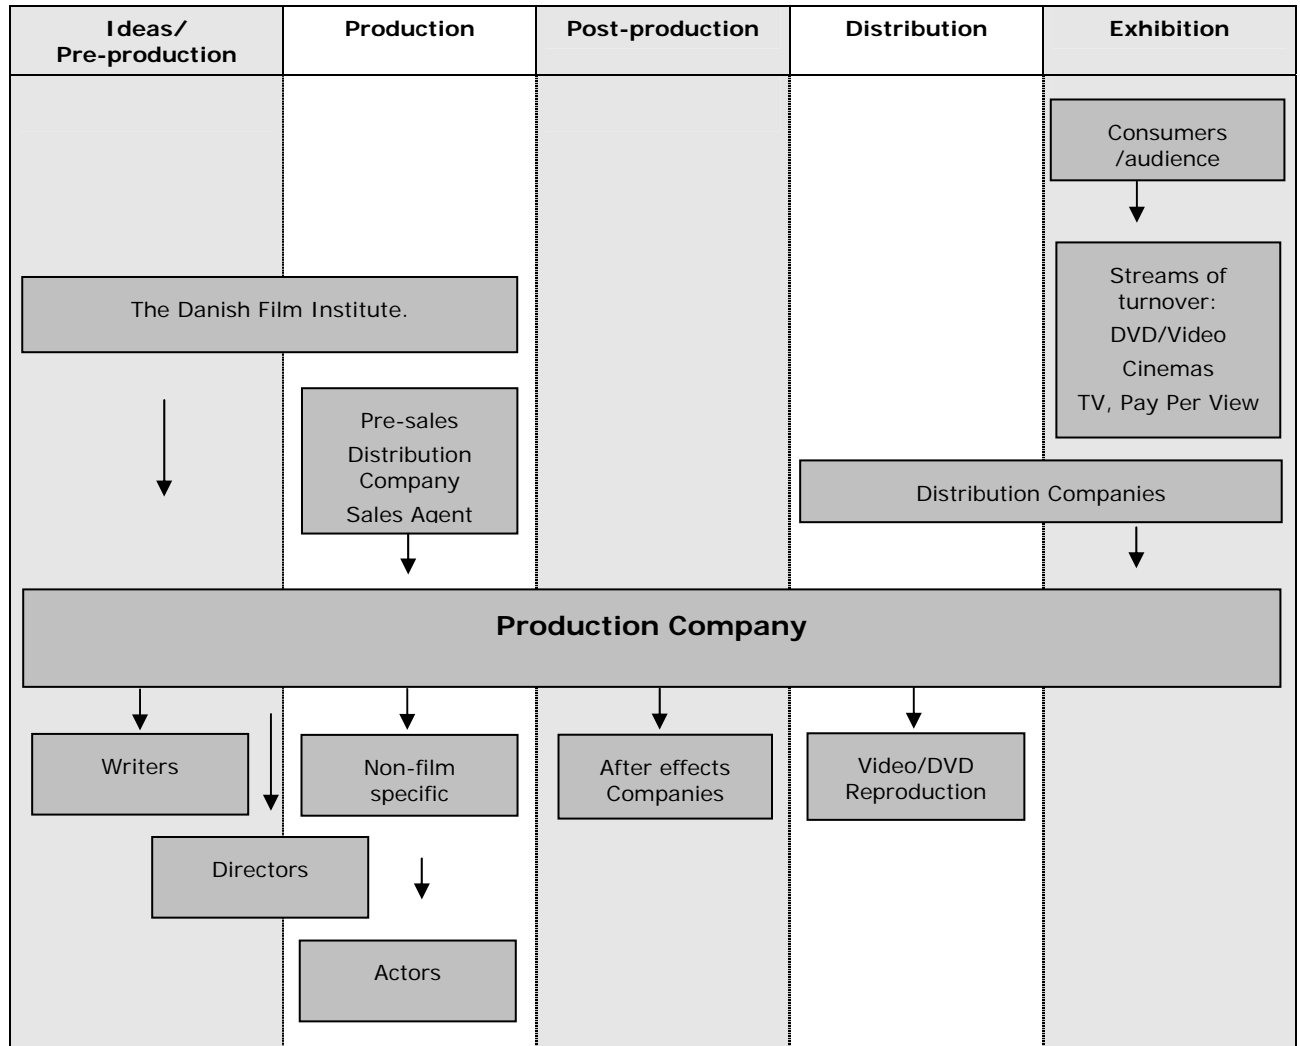 Ideas/
Pre-production
Production
Post-production
Distribution
Exhibition
Consumers
/audience
The Danish Film Institute.
Streams of
turnover:
DVD/Video
Cinemas
TV, Pay Per View
Pre-sales
Distribution
Company
Sales Agent
Distribution Companies
Production Company
Writers
Non-film
specific
After effects
Companies
Video/DVD
Reproduction
Directors
Actors